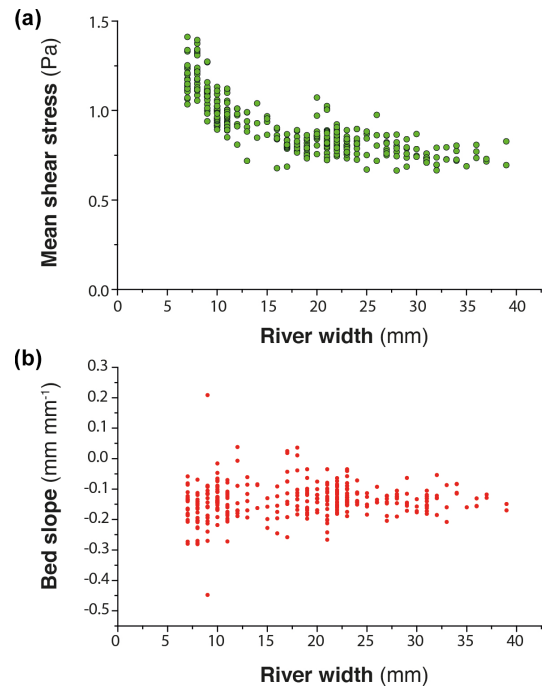 (a)
1.5
1.0
0.5
0.0
Mean shear stress (Pa)
0 5 10 15 20 25 30 35 40
River width (mm)
(b)
0.3
0.2
0.1
0.0
-0.1
-0.2
-0.3
-0.4
-0.5
Bed slope (mm mm⁻¹)
0 5 10 15 20 25 30 35 40
River width (mm)